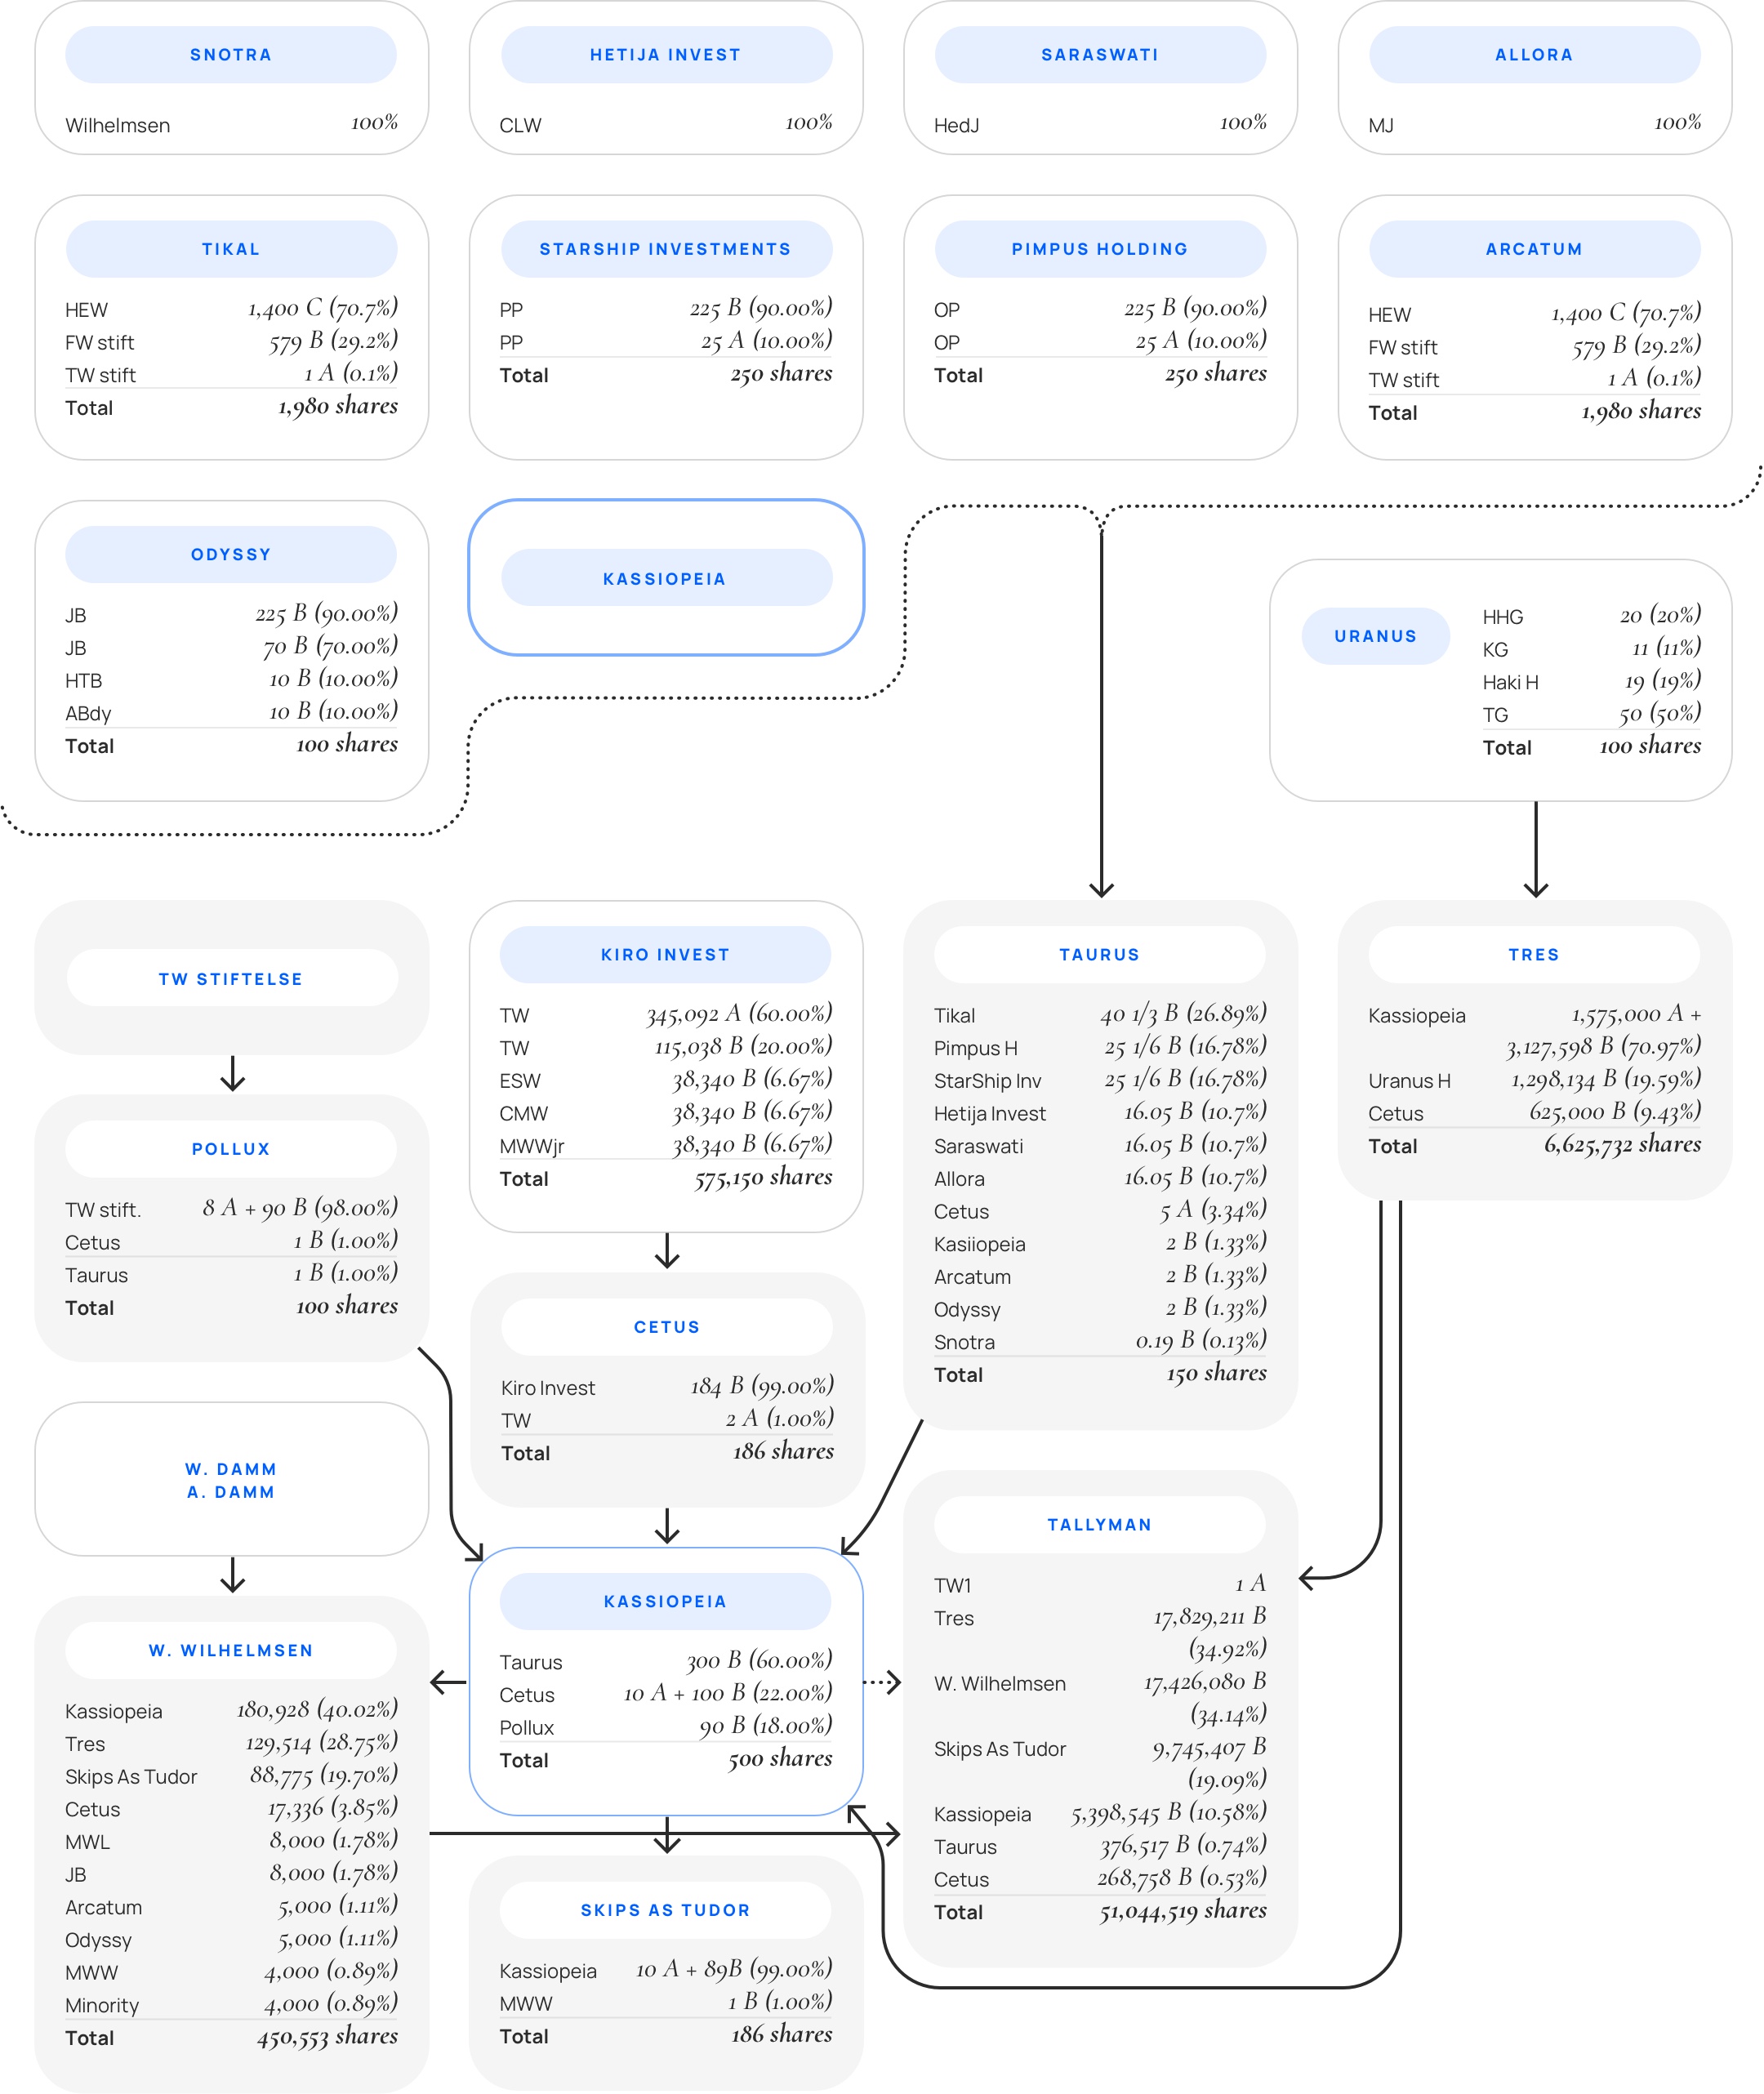 SNOTRA
Wilhelmsen 100%
HETIJA INVEST
CLW 100%
SARASWATI
HedJ 100%
ALLORA
MJ 100%
TIKAL
HEW 1,400 C (70.7%)
FW stift 579 B (29.2%)
TW stift 1 A (0.1%)
Total 1,980 shares
STARSHIP INVESTMENTS
PP 225 B (90.00%)
PP 25 A (10.00%)
Total 250 shares
PIMPUS HOLDING
OP 225 B (90.00%)
OP 25 A (10.00%)
Total 250 shares
ARCATUM
HEW 1,400 C (70.7%)
FW stift 579 B (29.2%)
TW stift 1 A (0.1%)
Total 1,980 shares
ODYSSY
JB 225 B (90.00%)
JB 70 B (70.00%)
HTB 10 B (10.00%)
ABdy 10 B (10.00%)
Total 100 shares
KASSIOPEIA
URANUS
HHG 20 (20%)
KG 11 (11%)
Haki H 19 (19%)
TG 50 (50%)
Total 100 shares
TW STIFTELSE
POLLUX
TW stift. 8 A + 90 B (98.00%)
Cetus 1 B (1.00%)
Taurus 1 B (1.00%)
Total 100 shares
KIRO INVEST
TW 345,092 A (60.00%)
TW 115,038 B (20.00%)
ESW 38,340 B (6.67%)
CMW 38,340 B (6.67%)
MWWjr 38,340 B (6.67%)
Total 575,150 shares
CETUS
Kiro Invest 184 B (99.00%)
TW 2 A (1.00%)
Total 186 shares
TAURUS
Tikal 40 1/3 B (26.89%)
Pimpus H 25 1/6 B (16.78%)
StarShip Inv 25 1/6 B (16.78%)
Hetija Invest 16.05 B (10.7%)
Saraswati 16.05 B (10.7%)
Allora 16.05 B (10.7%)
Cetus 5 A (3.34%)
Kasiiopeia 2 B (1.33%)
Arcatum 2 B (1.33%)
Odyssy 2 B (1.33%)
Snotra 0.19 B (0.13%)
Total 150 shares
TRES
Kassiopeia 1,575,000 A +
3,127,598 B (70.97%)
Uranus H 1,298,134 B (19.59%)
Cetus 625,000 B (9.43%)
Total 6,625,732 shares
W. DAMM
A. DAMM
W. WILHELMSEN
Kassiopeia 180,928 (40.02%)
Tres 129,514 (28.75%)
Skips As Tudor 88,775 (19.70%)
Cetus 17,336 (3.85%)
MWL 8,000 (1.78%)
JB 8,000 (1.78%)
Arcatum 5,000 (1.11%)
Odyssy 5,000 (1.11%)
MWW 4,000 (0.89%)
Minority 4,000 (0.89%)
Total 450,553 shares
KASSIOPEIA
Taurus 300 B (60.00%)
Cetus 10 A + 100 B (22.00%)
Pollux 90 B (18.00%)
Total 500 shares
SKIPS AS TUDOR
Kassiopeia 10 A + 89B (99.00%)
MWW 1 B (1.00%)
Total 186 shares
TALLYMAN
TW1 1 A
Tres 17,829,211 B
(34.92%)
W. Wilhelmsen 17,426,080 B
(34.14%)
Skips As Tudor 9,745,407 B
(19.09%)
Kassiopeia 5,398,545 B (10.58%)
Taurus 376,517 B (0.74%)
Cetus 268,758 B (0.53%)
Total 51,044,519 shares